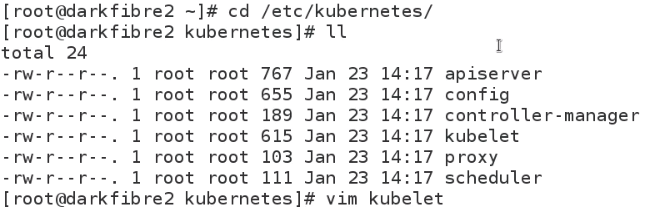 [root@darkfibre2 ~]# cd /etc/kubernetes/
[root@darkfibre2 kubernetes]# ll
total 24
-rw-r--r--. 1 root root 767 Jan 23 14:17 apiserver
-rw-r--r--. 1 root root 655 Jan 23 14:17 config
-rw-r--r--. 1 root root 189 Jan 23 14:17 controller-manager
-rw-r--r--. 1 root root 615 Jan 23 14:17 kubelet
-rw-r--r--. 1 root root 103 Jan 23 14:17 proxy
-rw-r--r--. 1 root root 111 Jan 23 14:17 scheduler
[root@darkfibre2 kubernetes]# vim kubelet